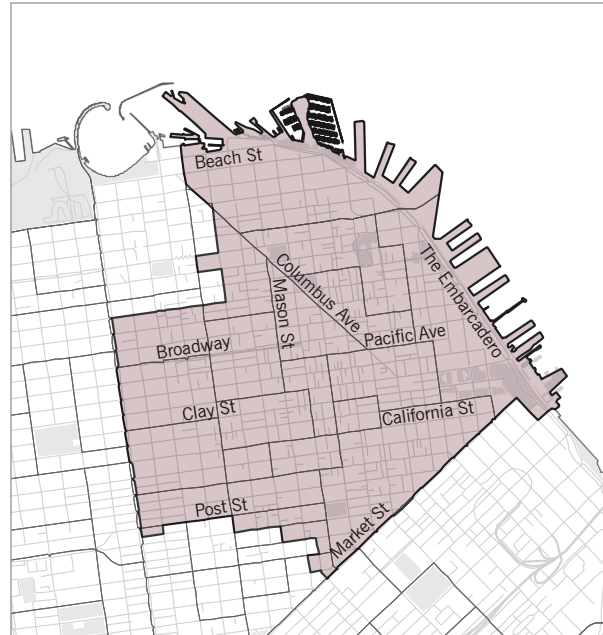 Beach St
Columbus Ave
Mason St
The Embarcadero
Broadway
Pacific Ave
Clay St
California St
Post St
Market St